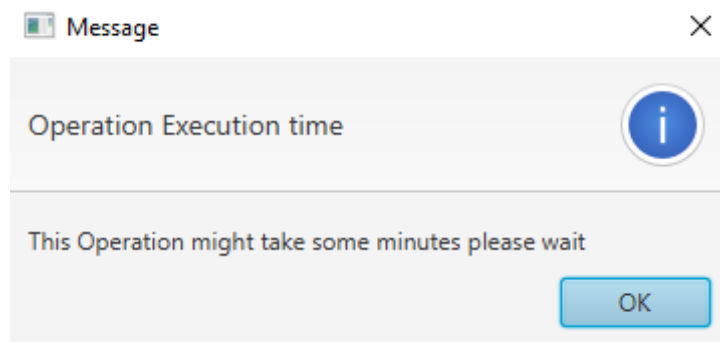 Message
Operation Execution time
i
This Operation might take some minutes please wait
OK